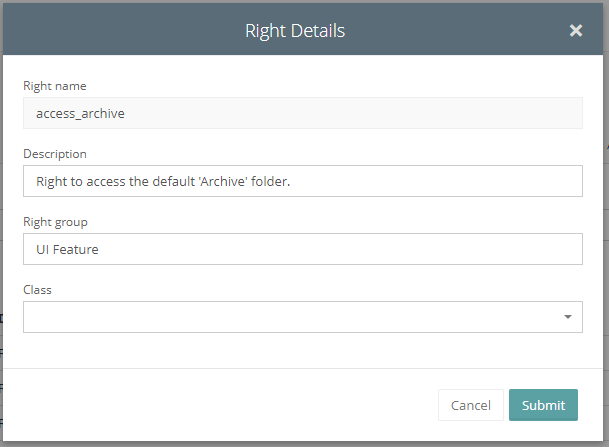 Right Details
Right name
access_archive
Description
Right to access the default 'Archive' folder.
Right group
UI Feature
Class
Cancel
Submit